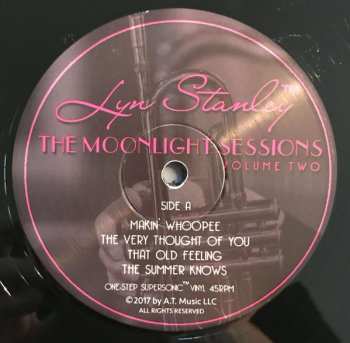 Lyn Stanley™
THE MOONLIGHT SESSIONS
VOLUME TWO
SIDE A
MAKIN' WHOOPEE
THE VERY THOUGHT OF YOU
THAT OLD FEELING
THE SUMMER KNOWS
ONE-STEP SUPERSONIC™ VINYL 45RPM
©2017 by A.T. Music LLC
ALL RIGHTS RESERVED